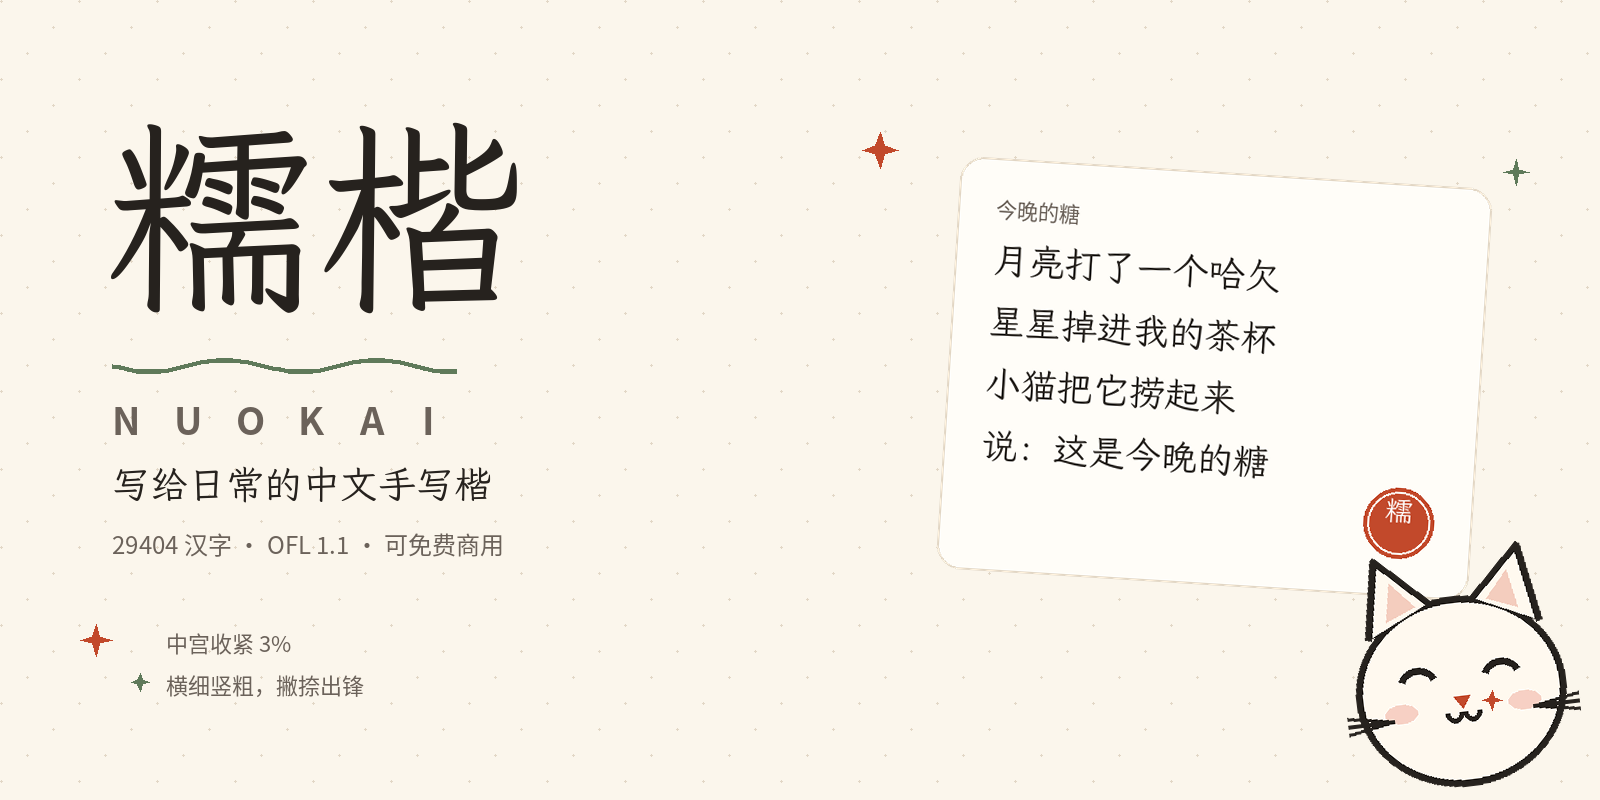 糯楷
NUOKAI
写给日常的中文手写楷
29404 汉字 · OFL 1.1 · 可免费商用
中宫收紧 3%
横细竖粗，撇捺出锋
今晚的糖
月亮打了一个哈欠
星星掉进我的茶杯
小猫把它捞起来
说：这是今晚的糖
糯